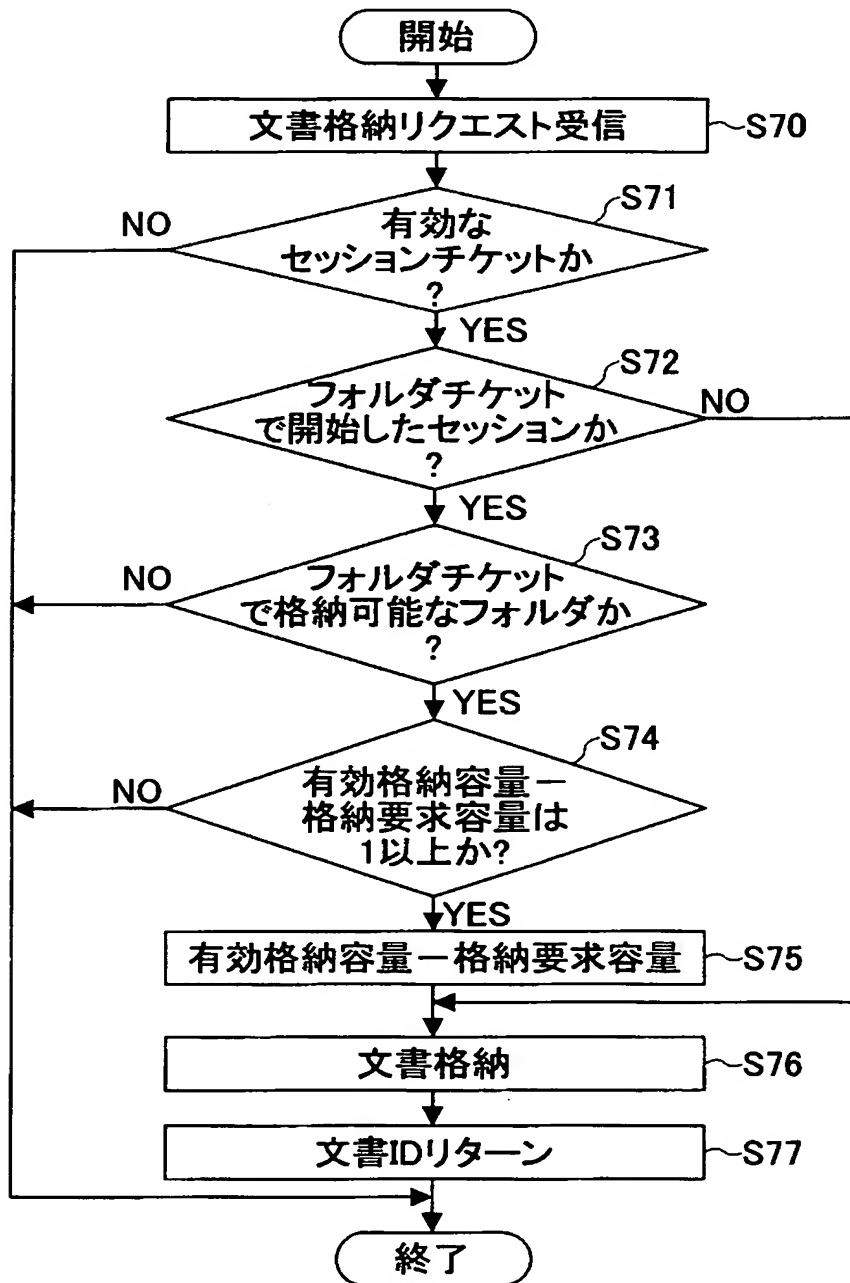 開始
文書格納リクエスト受信
S70
S71
NO
有効な
セッションチケットか
?
YES
S72
フォルダチケット
で開始したセッションか
?
NO
YES
S73
NO
フォルダチケット
で格納可能なフォルダか
?
YES
S74
NO
有効格納容量－
格納要求容量は
1以上か?
YES
有効格納容量－格納要求容量
S75
文書格納
S76
文書IDリターン
S77
終了